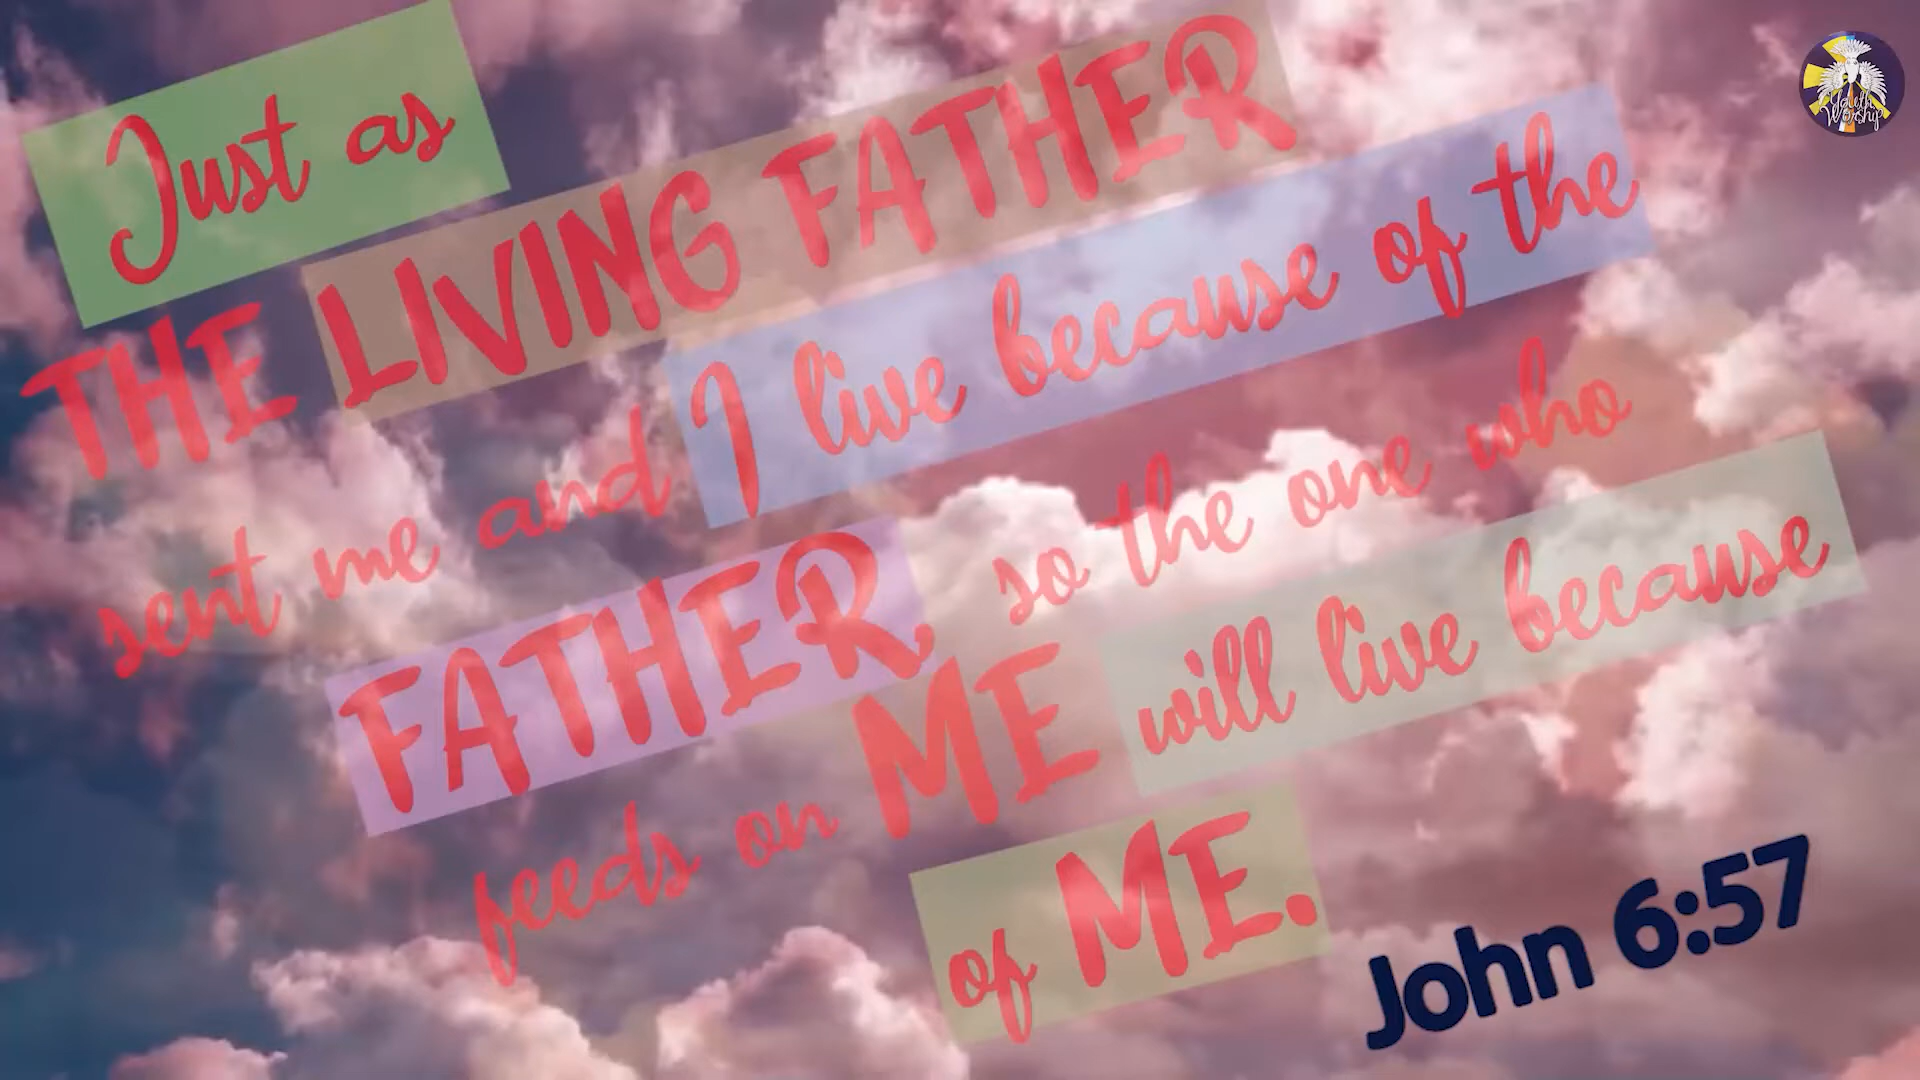 Just as
THE LIVING FATHER
sent me and I live because of the
FATHER, so the one who
feeds on ME will live because
of ME.
John 6:57
Worship